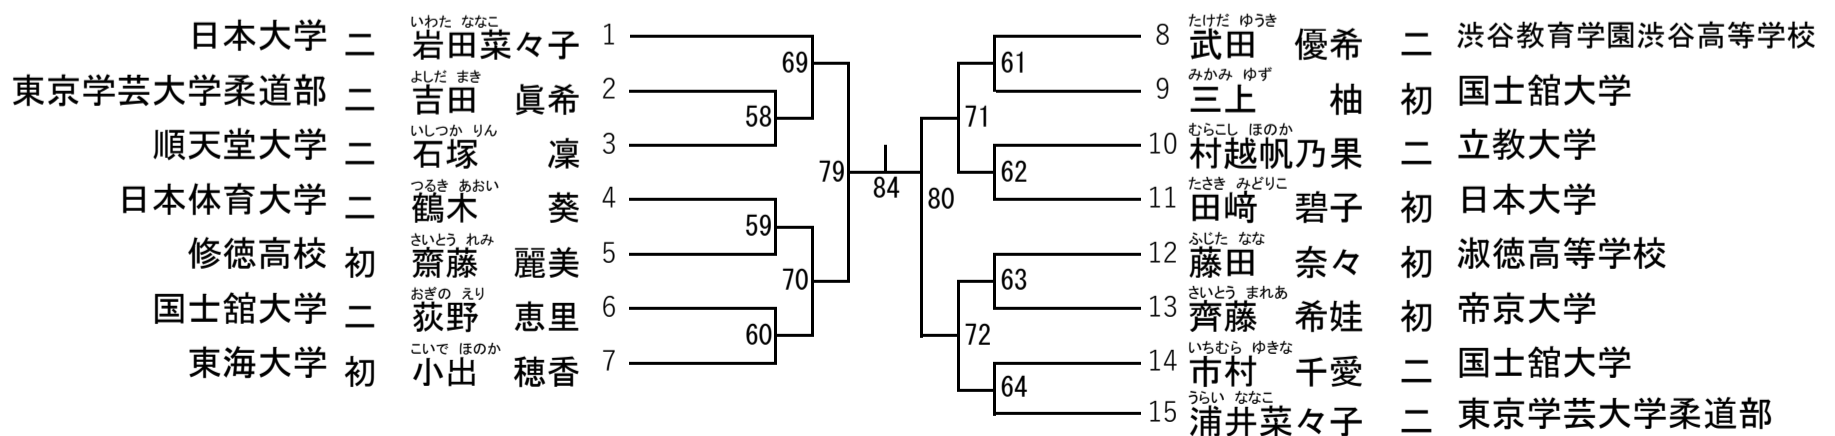 日本大学 二 いわた ななこ 岩田菜々子 1
東京学芸大学柔道部 二 よしだ まき 吉田 眞希 2
順天堂大学 二 いしつか りん 石塚 凜 3
日本体育大学 二 つるき あおい 鶴木 葵 4
修徳高校 初 さいとう れみ 齋藤 麗美 5
国士舘大学 二 おぎの えり 荻野 恵里 6
東海大学 初 こいで ほのか 小出 穂香 7
69
58
79
59
70
60
84
80
61
71
62
63
72
64
8 たけだ ゆうき 武田 優希 二 渋谷教育学園渋谷高等学校
9 みかみ ゆず 三上 柚 初 国士舘大学
10 むらこし ほのか 村越帆乃果 二 立教大学
11 たさき みどりこ 田﨑 碧子 初 日本大学
12 ふじた なな 藤田 奈々 初 淑徳高等学校
13 さいとう まれあ 齊藤 希娃 初 帝京大学
14 いちむら ゆきな 市村 千愛 二 国士舘大学
15 うらい ななこ 浦井菜々子 二 東京学芸大学柔道部